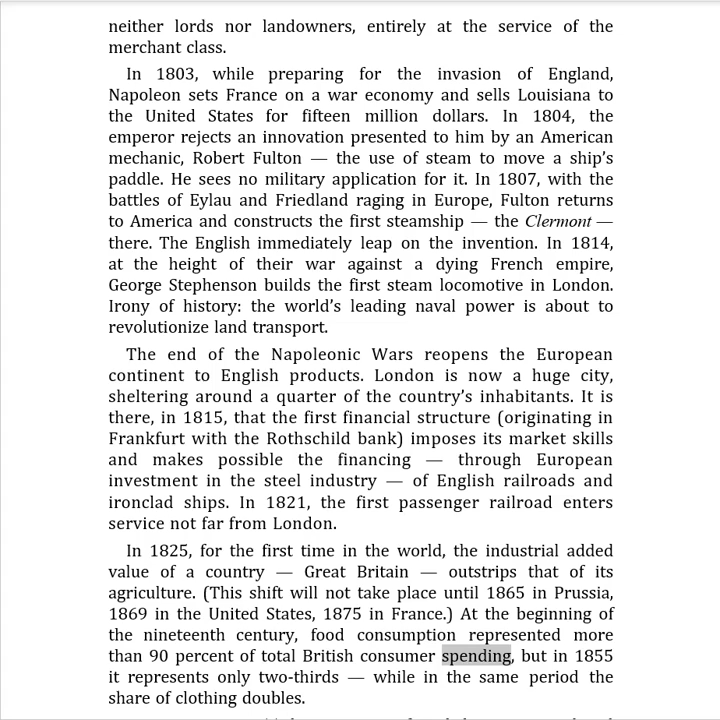 neither lords nor landowners, entirely at the service of the
merchant class.
In 1803, while preparing for the invasion of England,
Napoleon sets France on a war economy and sells Louisiana to
the United States for fifteen million dollars. In 1804, the
emperor rejects an innovation presented to him by an American
mechanic, Robert Fulton — the use of steam to move a ship’s
paddle. He sees no military application for it. In 1807, with the
battles of Eylau and Friedland raging in Europe, Fulton returns
to America and constructs the first steamship — the Clermont —
there. The English immediately leap on the invention. In 1814,
at the height of their war against a dying French empire,
George Stephenson builds the first steam locomotive in London.
Irony of history: the world’s leading naval power is about to
revolutionize land transport.
The end of the Napoleonic Wars reopens the European
continent to English products. London is now a huge city,
sheltering around a quarter of the country’s inhabitants. It is
there, in 1815, that the first financial structure (originating in
Frankfurt with the Rothschild bank) imposes its market skills
and makes possible the financing — through European
investment in the steel industry — of English railroads and
ironclad ships. In 1821, the first passenger railroad enters
service not far from London.
In 1825, for the first time in the world, the industrial added
value of a country — Great Britain — outstrips that of its
agriculture. (This shift will not take place until 1865 in Prussia,
1869 in the United States, 1875 in France.) At the beginning of
the nineteenth century, food consumption represented more
than 90 percent of total British consumer spending, but in 1855
it represents only two-thirds — while in the same period the
share of clothing doubles.